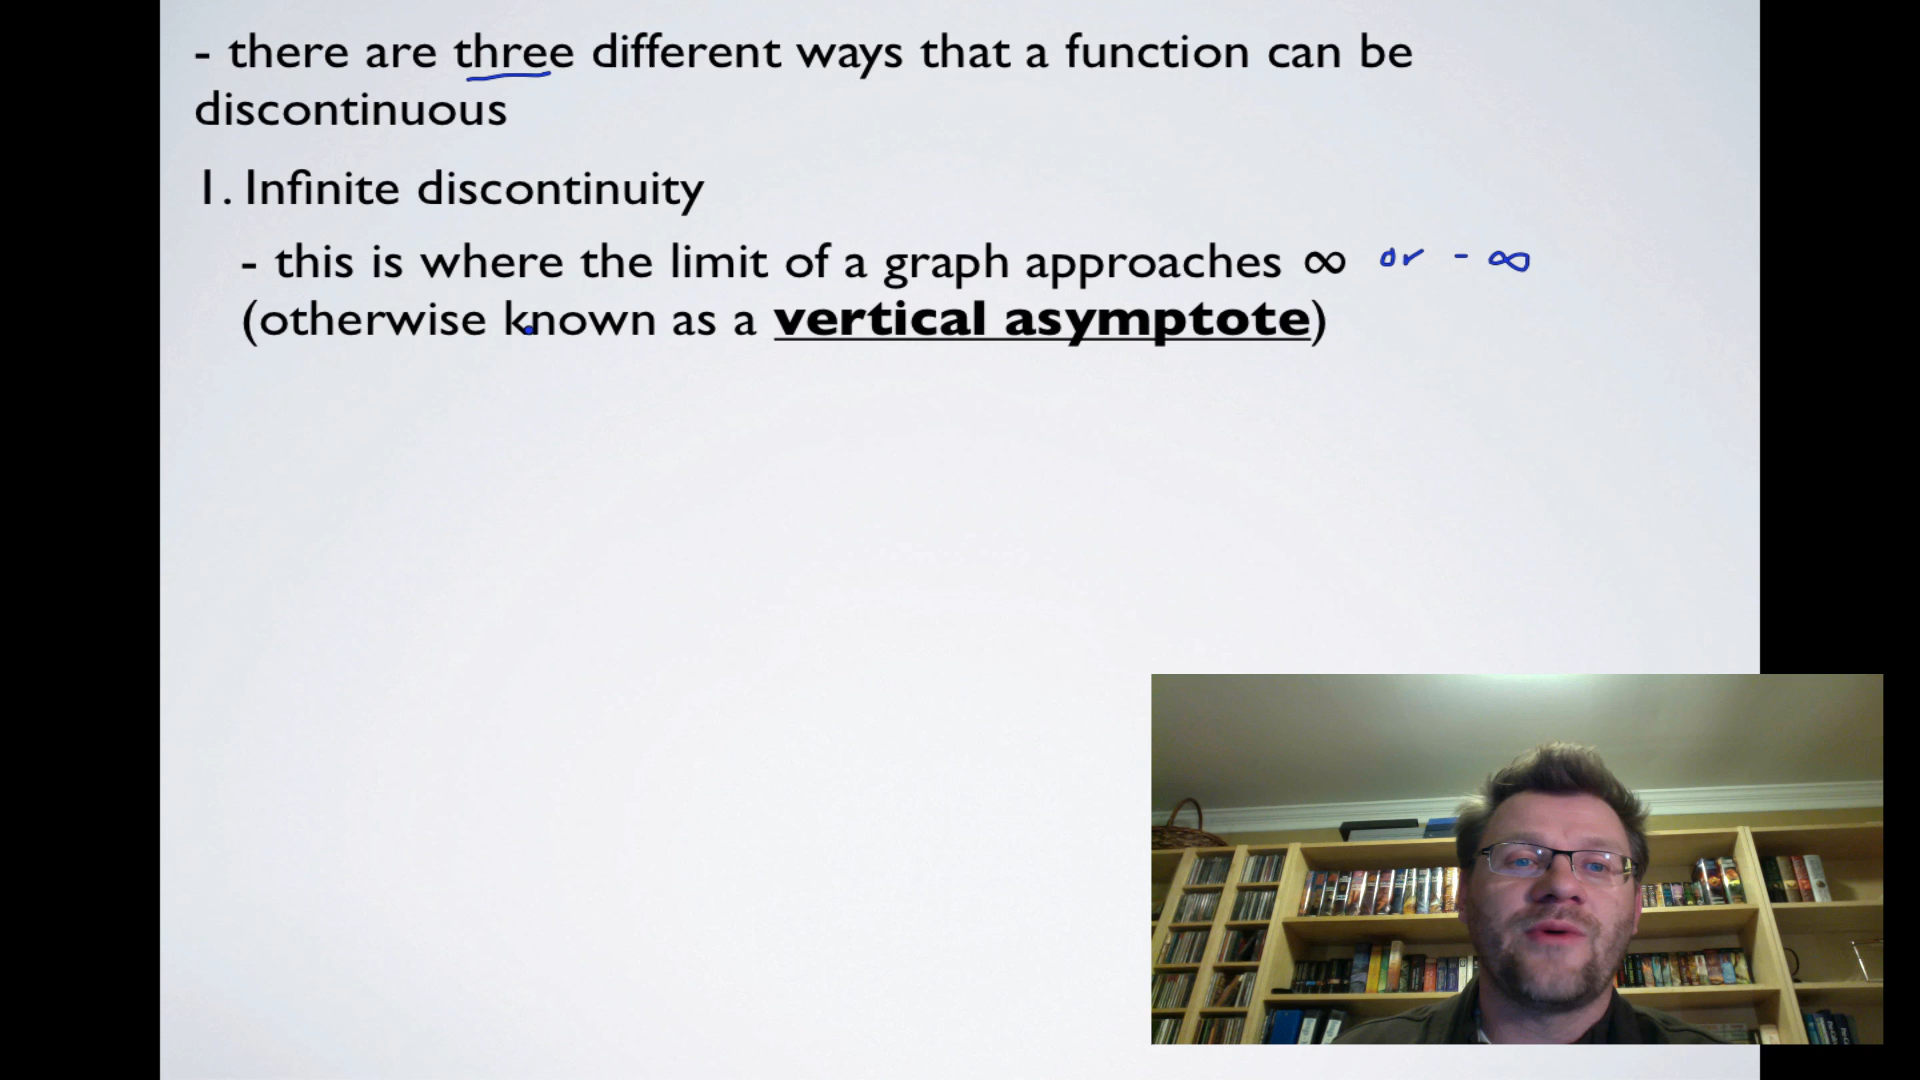 - there are three different ways that a function can be
discontinuous
1. Infinite discontinuity
- this is where the limit of a graph approaches ∞ or - ∞
(otherwise known as a vertical asymptote)